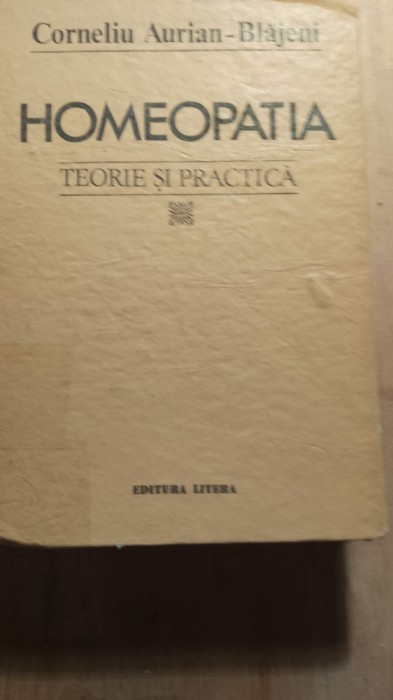 Corneliu Aurian-Blăjeni
HOMEOPATIA
TEORIE ȘI PRACTICĂ
EDITURA LITERA